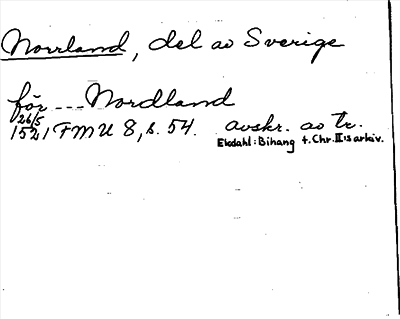 Norrland, del av Sverige
för --- Nordland
26/5
1521 FMU 8, s. 54. avskr. av tr.
Ekdahl: Bihang t. Chr. II:s arkiv.